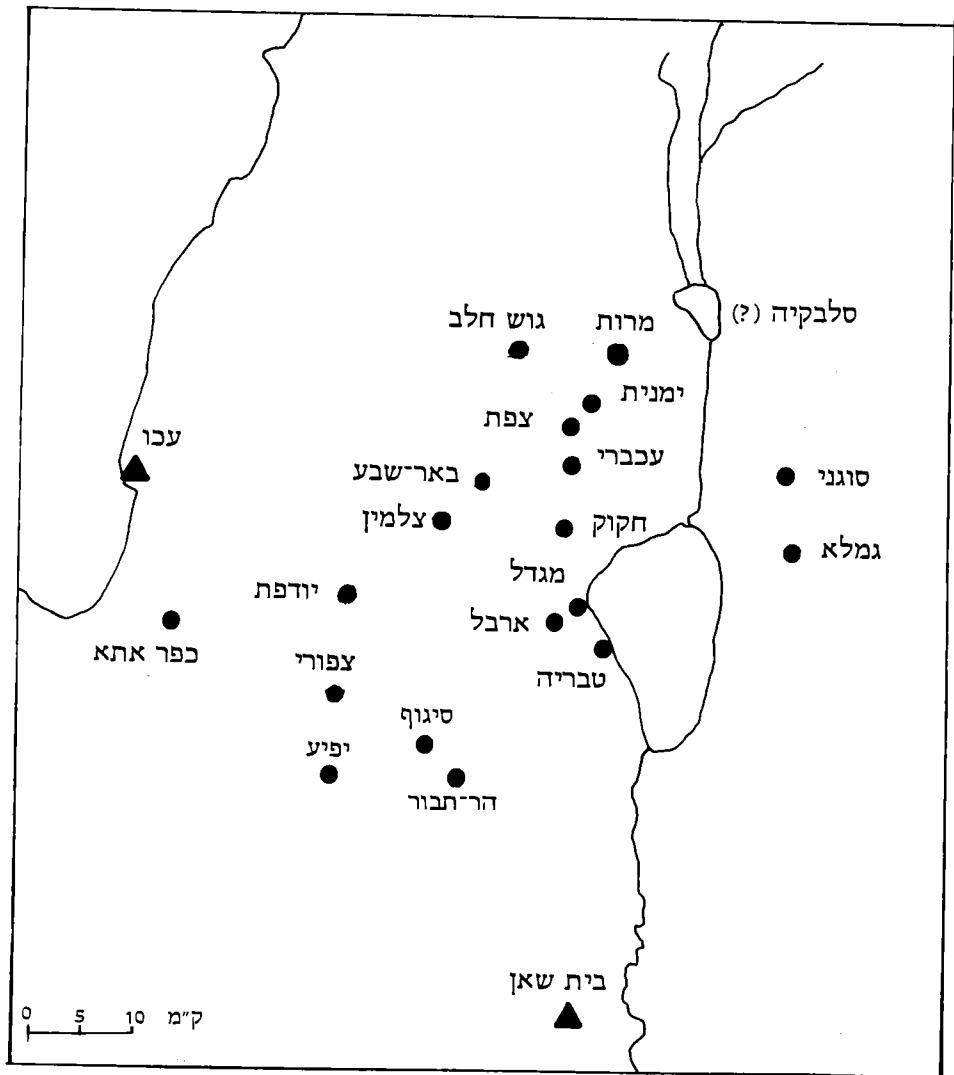 סלבקיה (?)
גוש חלב
מרות
ימנית
צפת
עכו
עכברי
באר־שבע
סוגני
צלמין
חקוק
גמלא
מגדל
יודפת
ארבל
כפר אתא
טבריה
צפורי
סיגוף
יפיע
הר־תבור
בית שאן
0 5 10 ק״מ